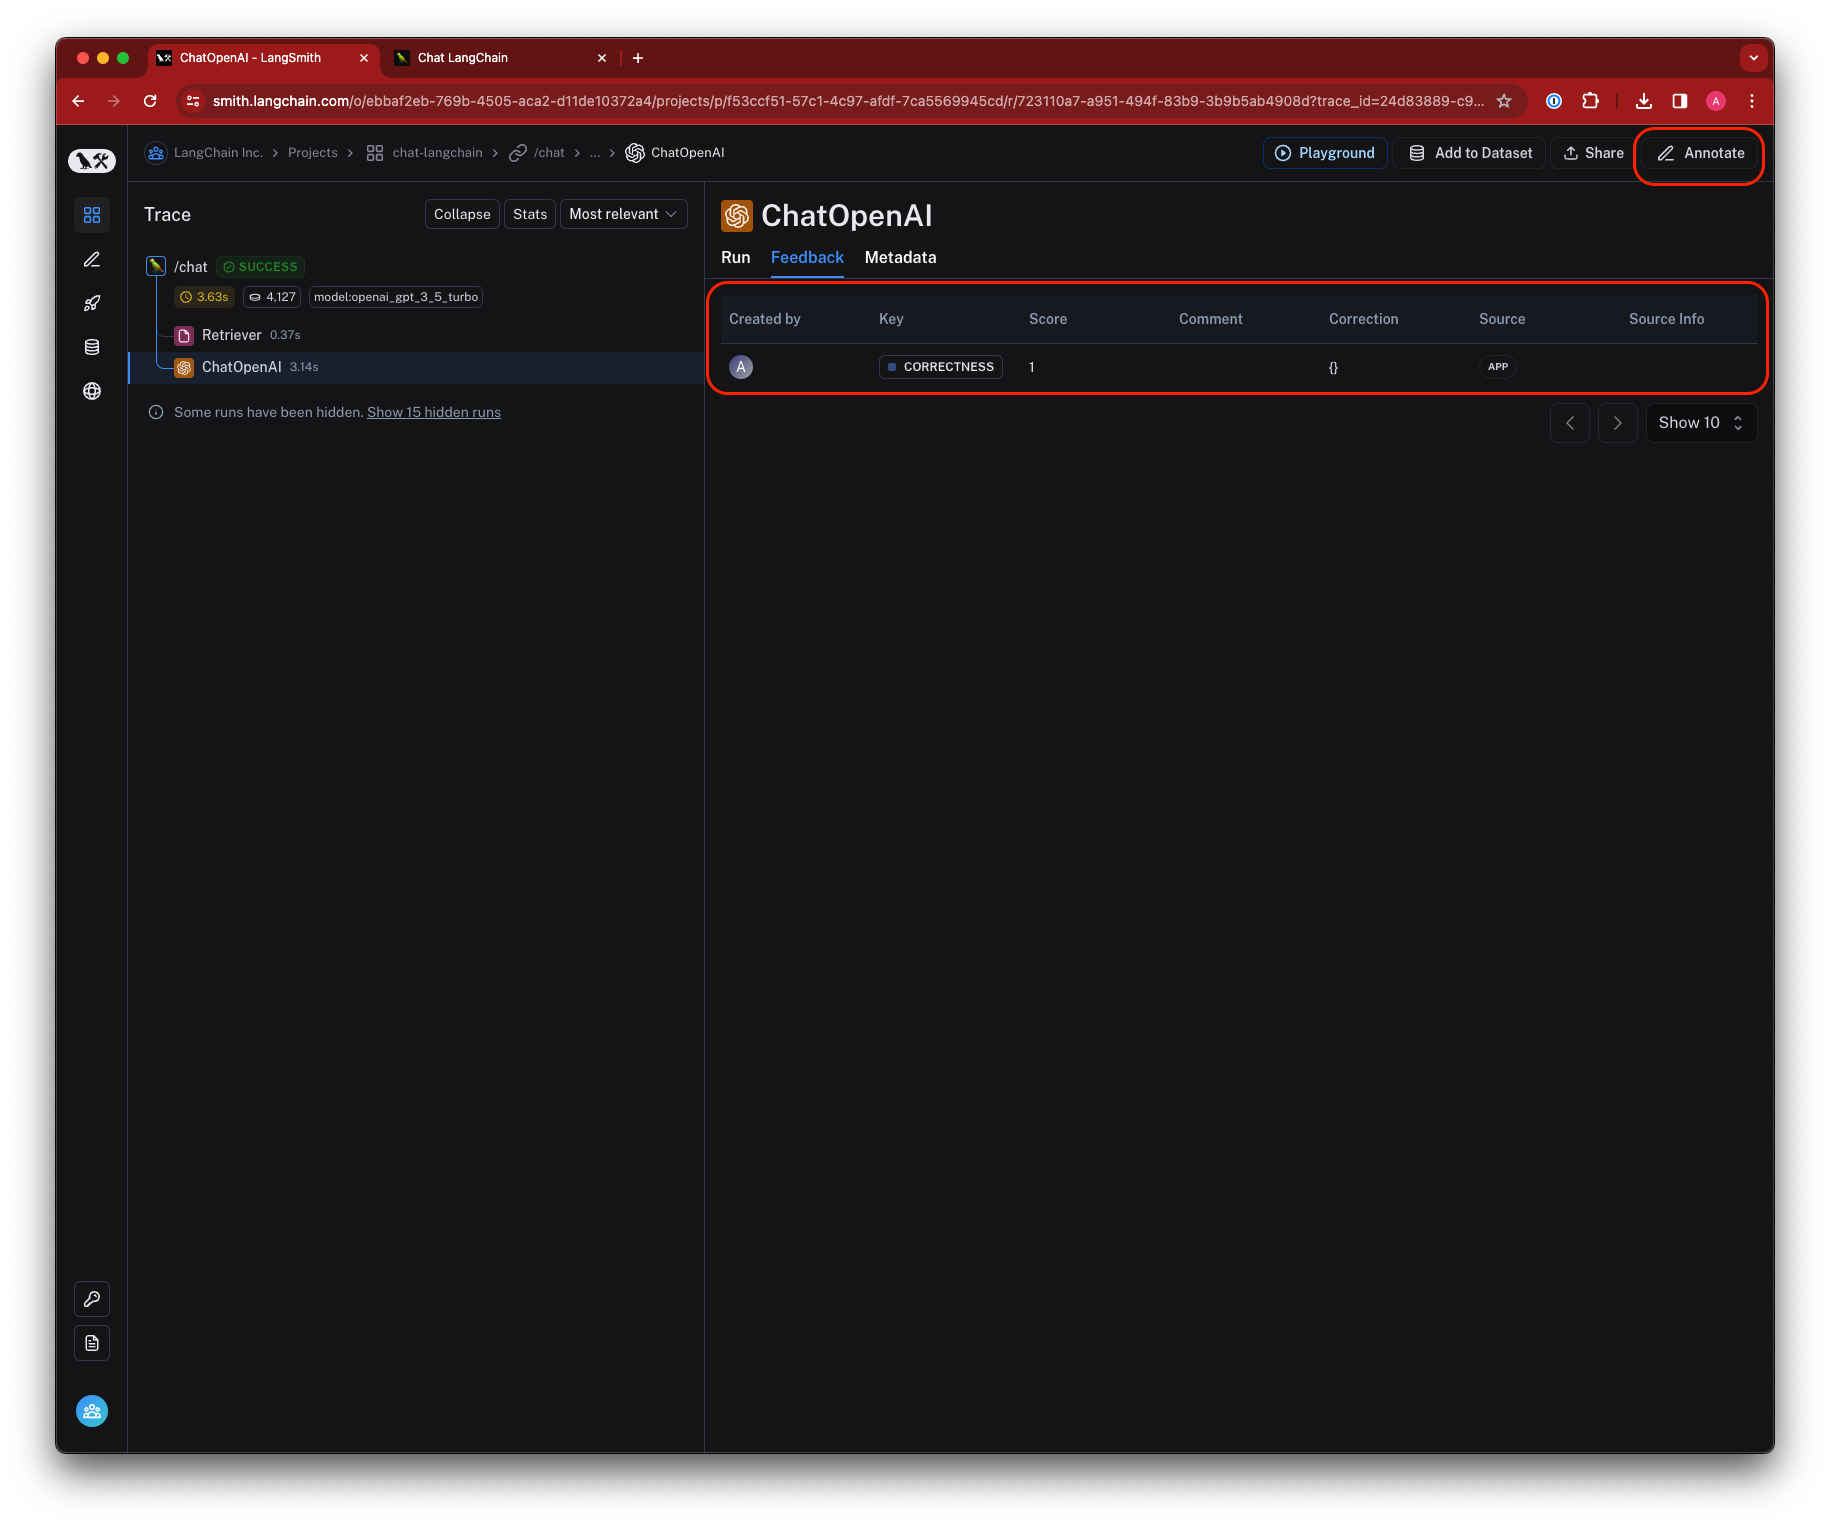 ChatOpenAI - LangSmith
Chat LangChain
smith.langchain.com/o/ebbaf2eb-769b-4505-aca2-d11de10372a4/projects/p/f53ccf51-57c1-4c97-afdf-7ca5569945cd/r/723110a7-a951-494f-83b9-3b9b5ab4908d?trace_id=24d83889-c9...
A
LangChain Inc. > Projects > chat-langchain > /chat > ... > ChatOpenAI
Playground
Add to Dataset
Share
Annotate
Trace
Collapse
Stats
Most relevant
/chat SUCCESS
3.63s 4,127 model:openai_gpt_3_5_turbo
Retriever 0.37s
ChatOpenAI 3.14s
Some runs have been hidden. Show 15 hidden runs
ChatOpenAI
Run Feedback Metadata
Created by Key Score Comment Correction Source Source Info
A CORRECTNESS 1 {} APP
Show 10